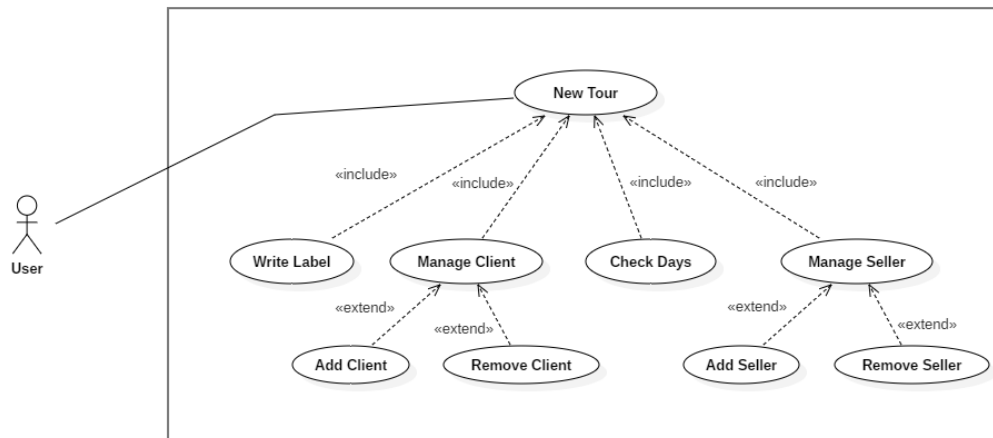 New Tour
«include»
«include»
«include»
«include»
User
Write Label
Manage Client
Check Days
Manage Seller
«extend»
«extend»
«extend»
«extend»
Add Client
Remove Client
Add Seller
Remove Seller